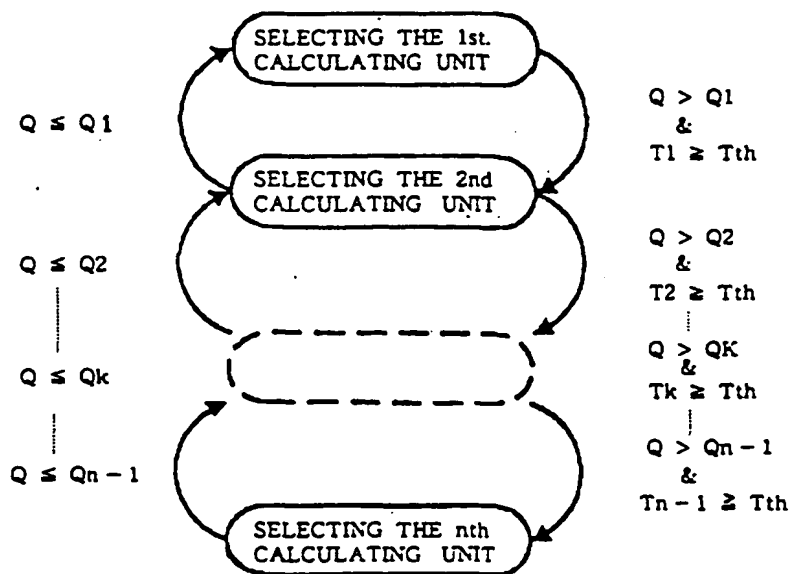 SELECTING THE 1st.
CALCULATING UNIT
Q ≦ Q1
Q > Q1
&
T1 ≧ Tth
SELECTING THE 2nd
CALCULATING UNIT
Q ≦ Q2
Q > Q2
&
T2 ≧ Tth
Q ≦ Qk
Q > QK
&
Tk ≧ Tth
Q ≦ Qn-1
Q > Qn-1
&
Tn-1 ≧ Tth
SELECTING THE nth
CALCULATING UNIT